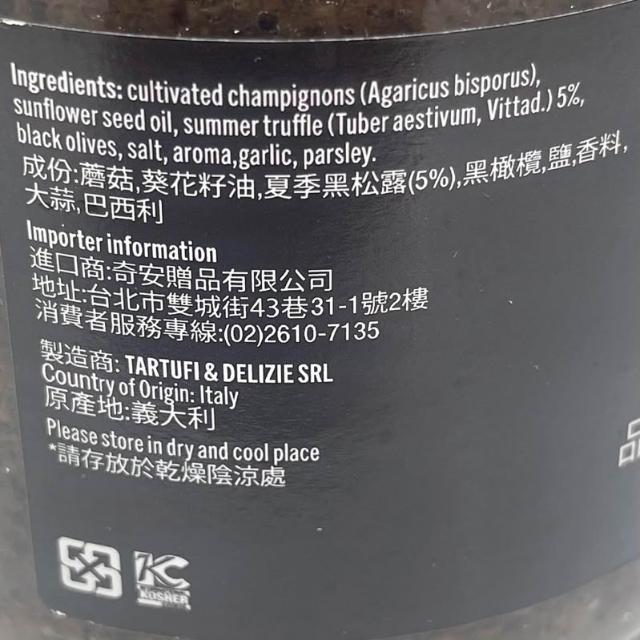 Ingredients: cultivated champignons (Agaricus bisporus),
sunflower seed oil, summer truffle (Tuber aestivum, Vittad.) 5%,
black olives, salt, aroma,garlic, parsley.
成份:蘑菇,葵花籽油,夏季黑松露(5%),黑橄欖,鹽,香料,
大蒜,巴西利
Importer information
進口商:奇安贈品有限公司
地址:台北市雙城街43巷31-1號2樓
消費者服務專線:(02)2610-7135
製造商: TARTUFI & DELIZIE SRL
Country of Origin: Italy
原產地:義大利
Please store in dry and cool place
*請存放於乾燥陰涼處
KC
KOSHER